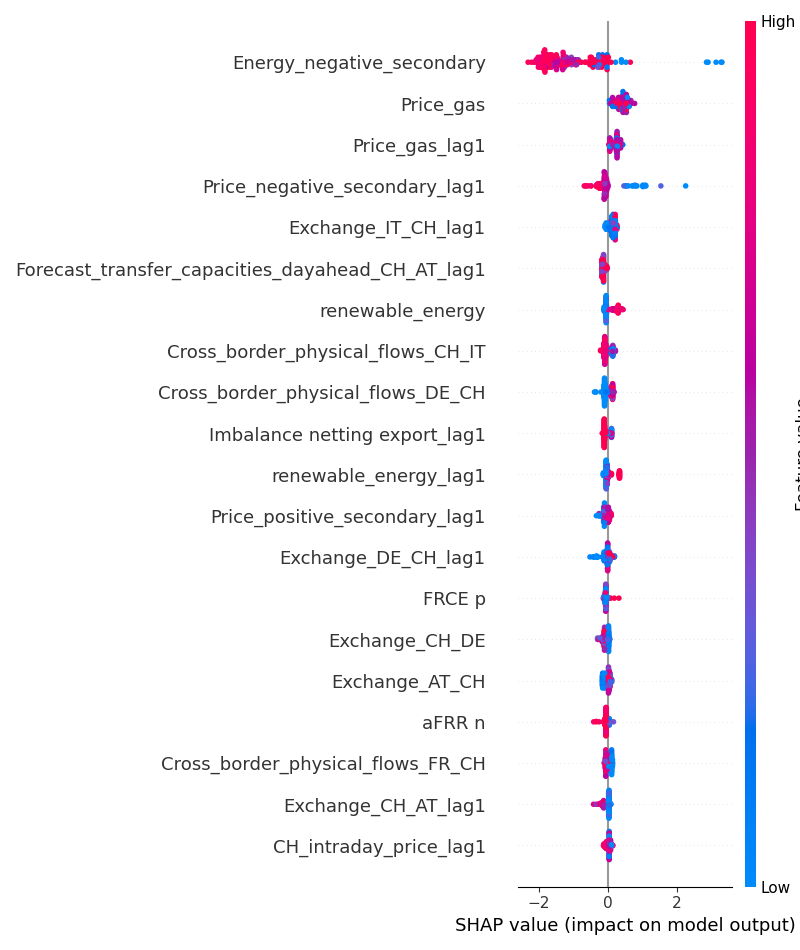 High
Energy_negative_secondary
Price_gas
Price_gas_lag1
Price_negative_secondary_lag1
Exchange_IT_CH_lag1
Forecast_transfer_capacities_dayahead_CH_AT_lag1
renewable_energy
Cross_border_physical_flows_CH_IT
Cross_border_physical_flows_DE_CH
Imbalance netting export_lag1
renewable_energy_lag1
Price_positive_secondary_lag1
Exchange_DE_CH_lag1
FRCE p
Exchange_CH_DE
Exchange_AT_CH
aFRR n
Cross_border_physical_flows_FR_CH
Exchange_CH_AT_lag1
CH_intraday_price_lag1
Low
−2 0 2
SHAP value (impact on model output)